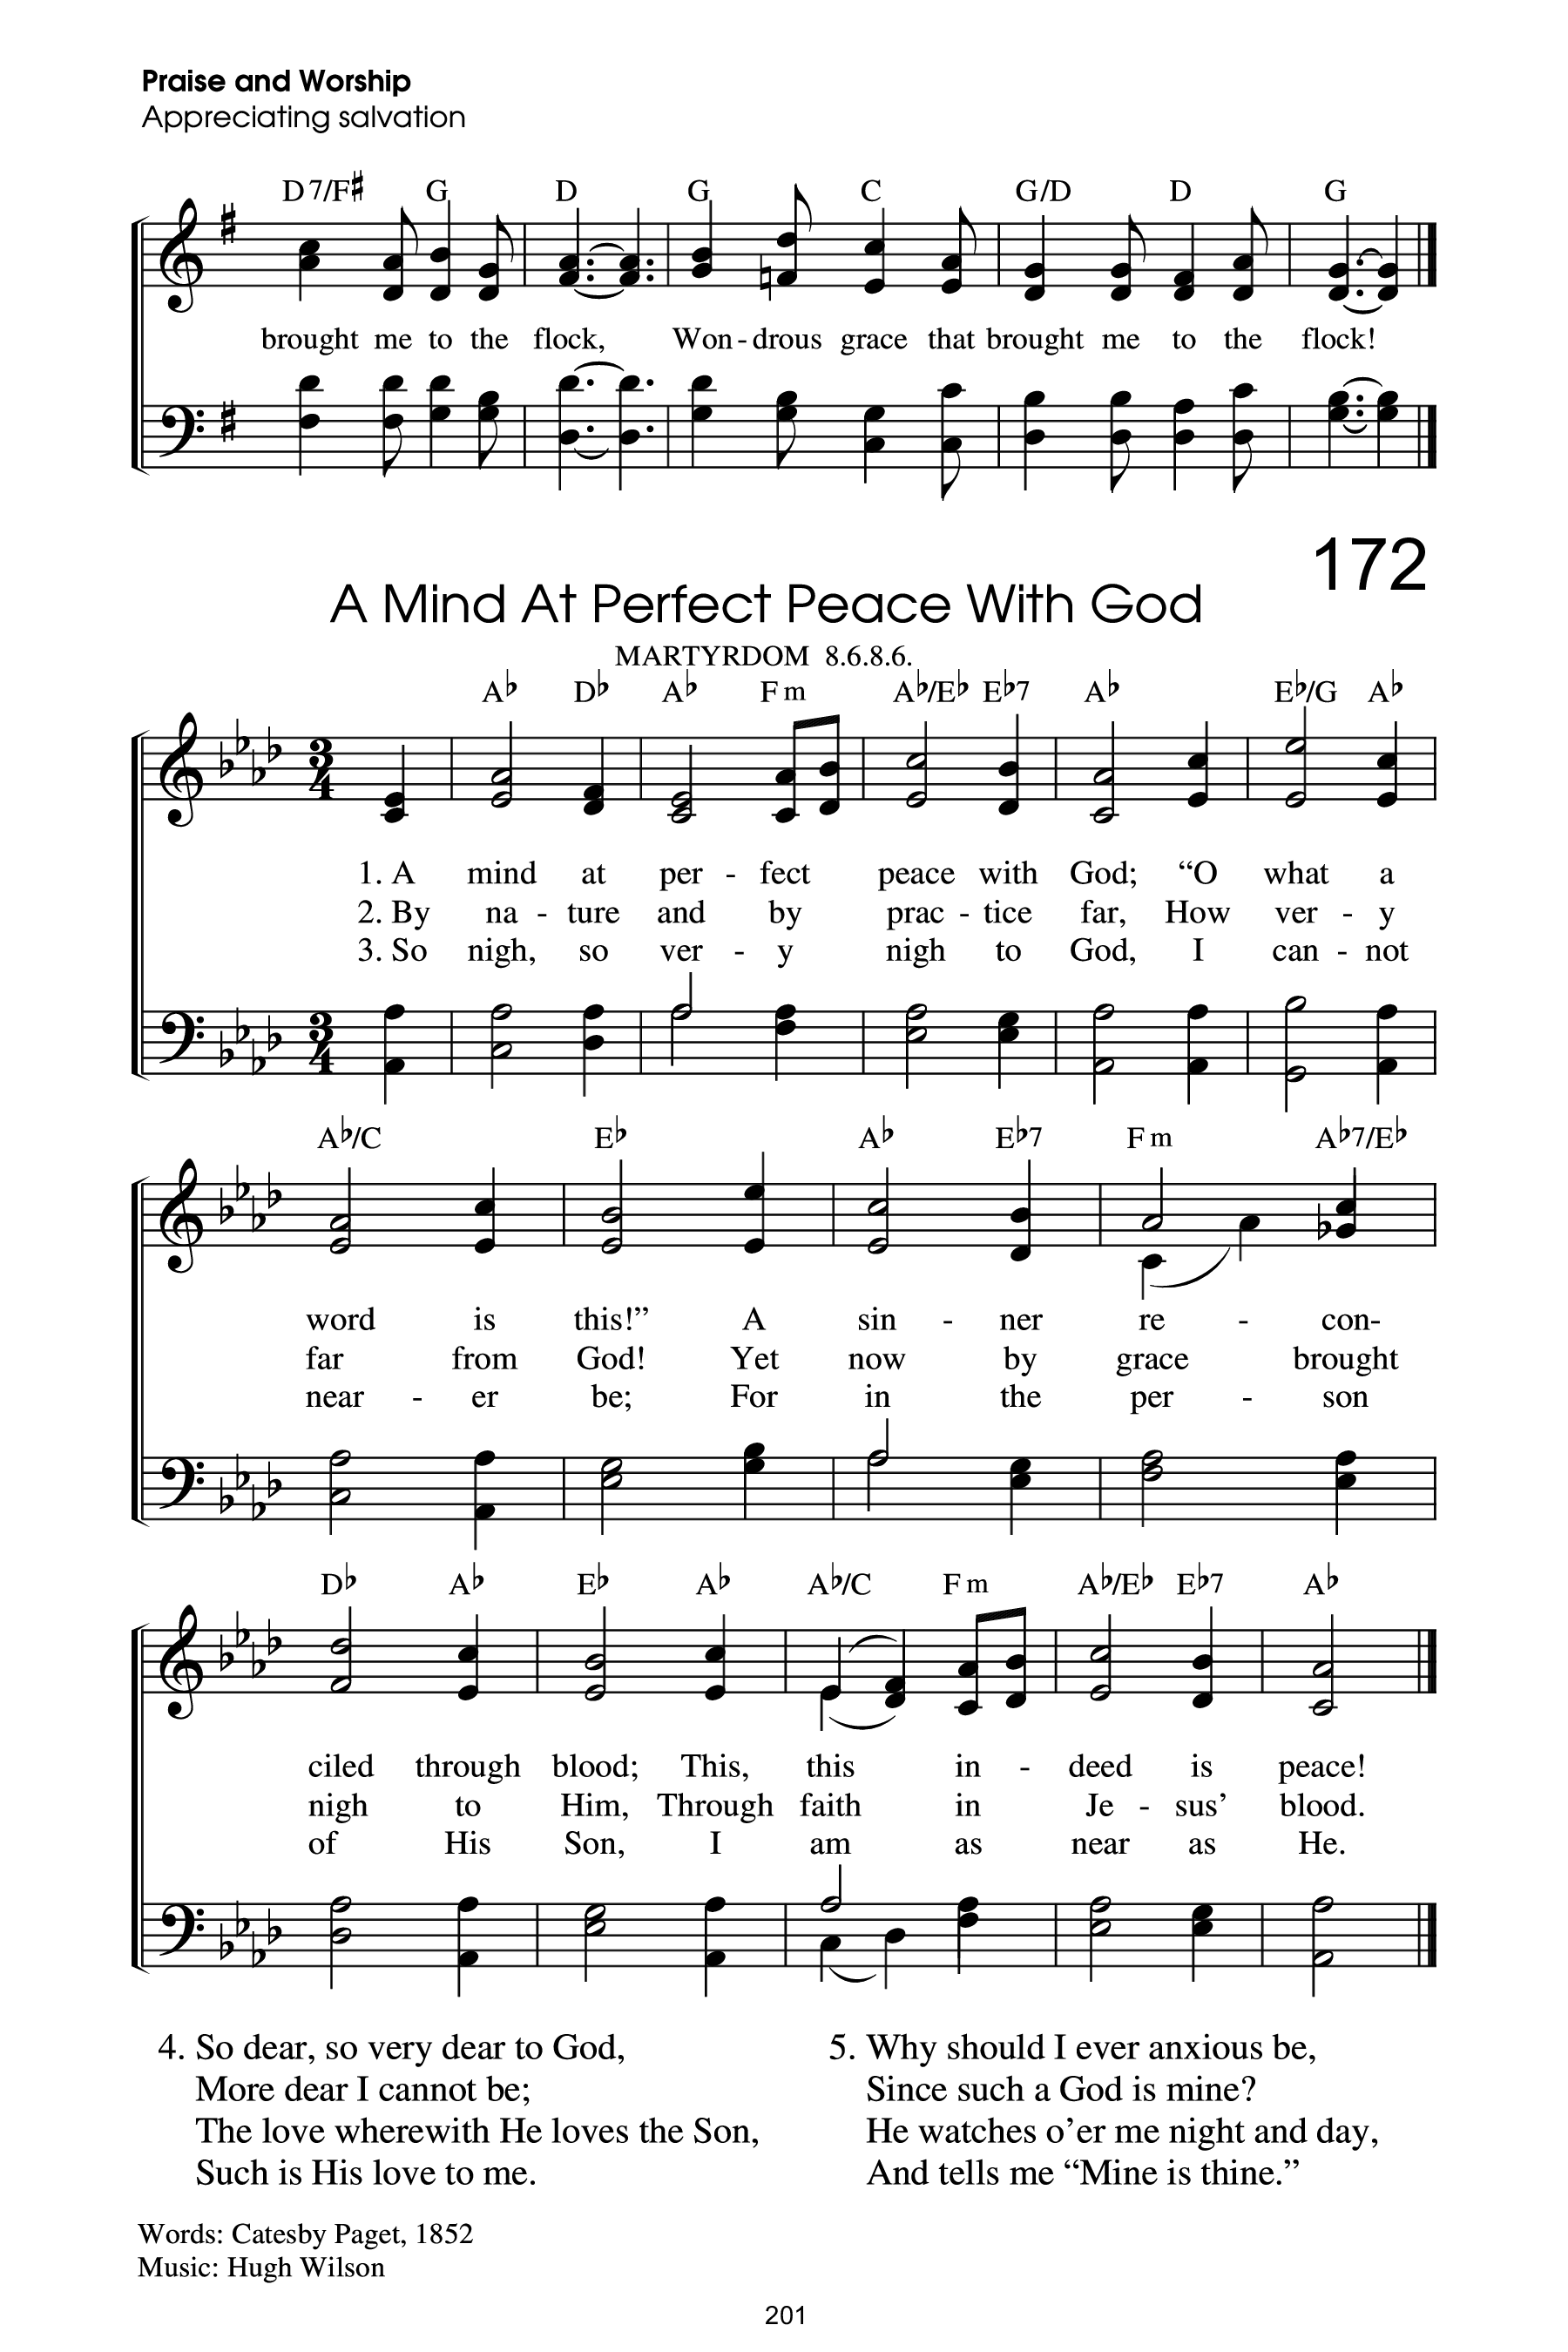 Praise and Worship
Appreciating salvation
D7/F♯ G D G C G/D D G
brought me to the flock, Won - drous grace that brought me to the flock!
172
A Mind At Perfect Peace With God
MARTYRDOM 8.6.8.6.
A♭ D♭ A♭ Fm A♭/E♭ E♭7 A♭ E♭/G A♭
3
4
1. A mind at per - fect peace with God; “O what a
2. By na - ture and by prac - tice far, How ver - y
3. So nigh, so ver - y nigh to God, I can - not
3
4
A♭/C E♭ A♭ E♭7 Fm A♭7/E♭
word is this!” A sin - ner re - con-
far from God! Yet now by grace brought
near - er be; For in the per - son
D♭ A♭ E♭ A♭ A♭/C Fm A♭/E♭ E♭7 A♭
ciled through blood; This, this in - deed is peace!
nigh to Him, Through faith in Je - sus’ blood.
of His Son, I am as near as He.
4. So dear, so very dear to God,
More dear I cannot be;
The love wherewith He loves the Son,
Such is His love to me.
5. Why should I ever anxious be,
Since such a God is mine?
He watches o’er me night and day,
And tells me “Mine is thine.”
Words: Catesby Paget, 1852
Music: Hugh Wilson
201